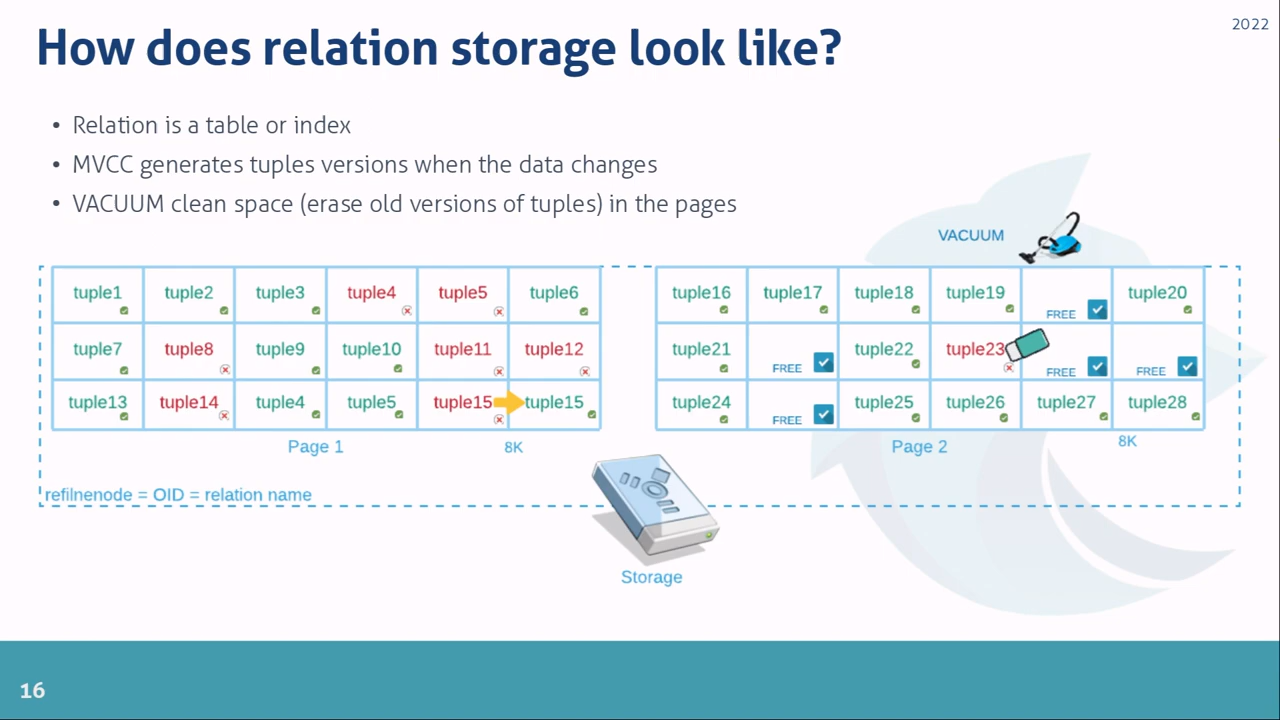 2022
How does relation storage look like?
• Relation is a table or index
• MVCC generates tuples versions when the data changes
• VACUUM clean space (erase old versions of tuples) in the pages
VACUUM
tuple1 tuple2 tuple3 tuple4 tuple5 tuple6
tuple7 tuple8 tuple9 tuple10 tuple11 tuple12
tuple13 tuple14 tuple4 tuple5 tuple15 tuple15
Page 1 8K
tuple16 tuple17 tuple18 tuple19 FREE tuple20
tuple21 FREE tuple22 tuple23 FREE FREE
tuple24 FREE tuple25 tuple26 tuple27 tuple28
Page 2 8K
refilnenode = OID = relation name
Storage
16